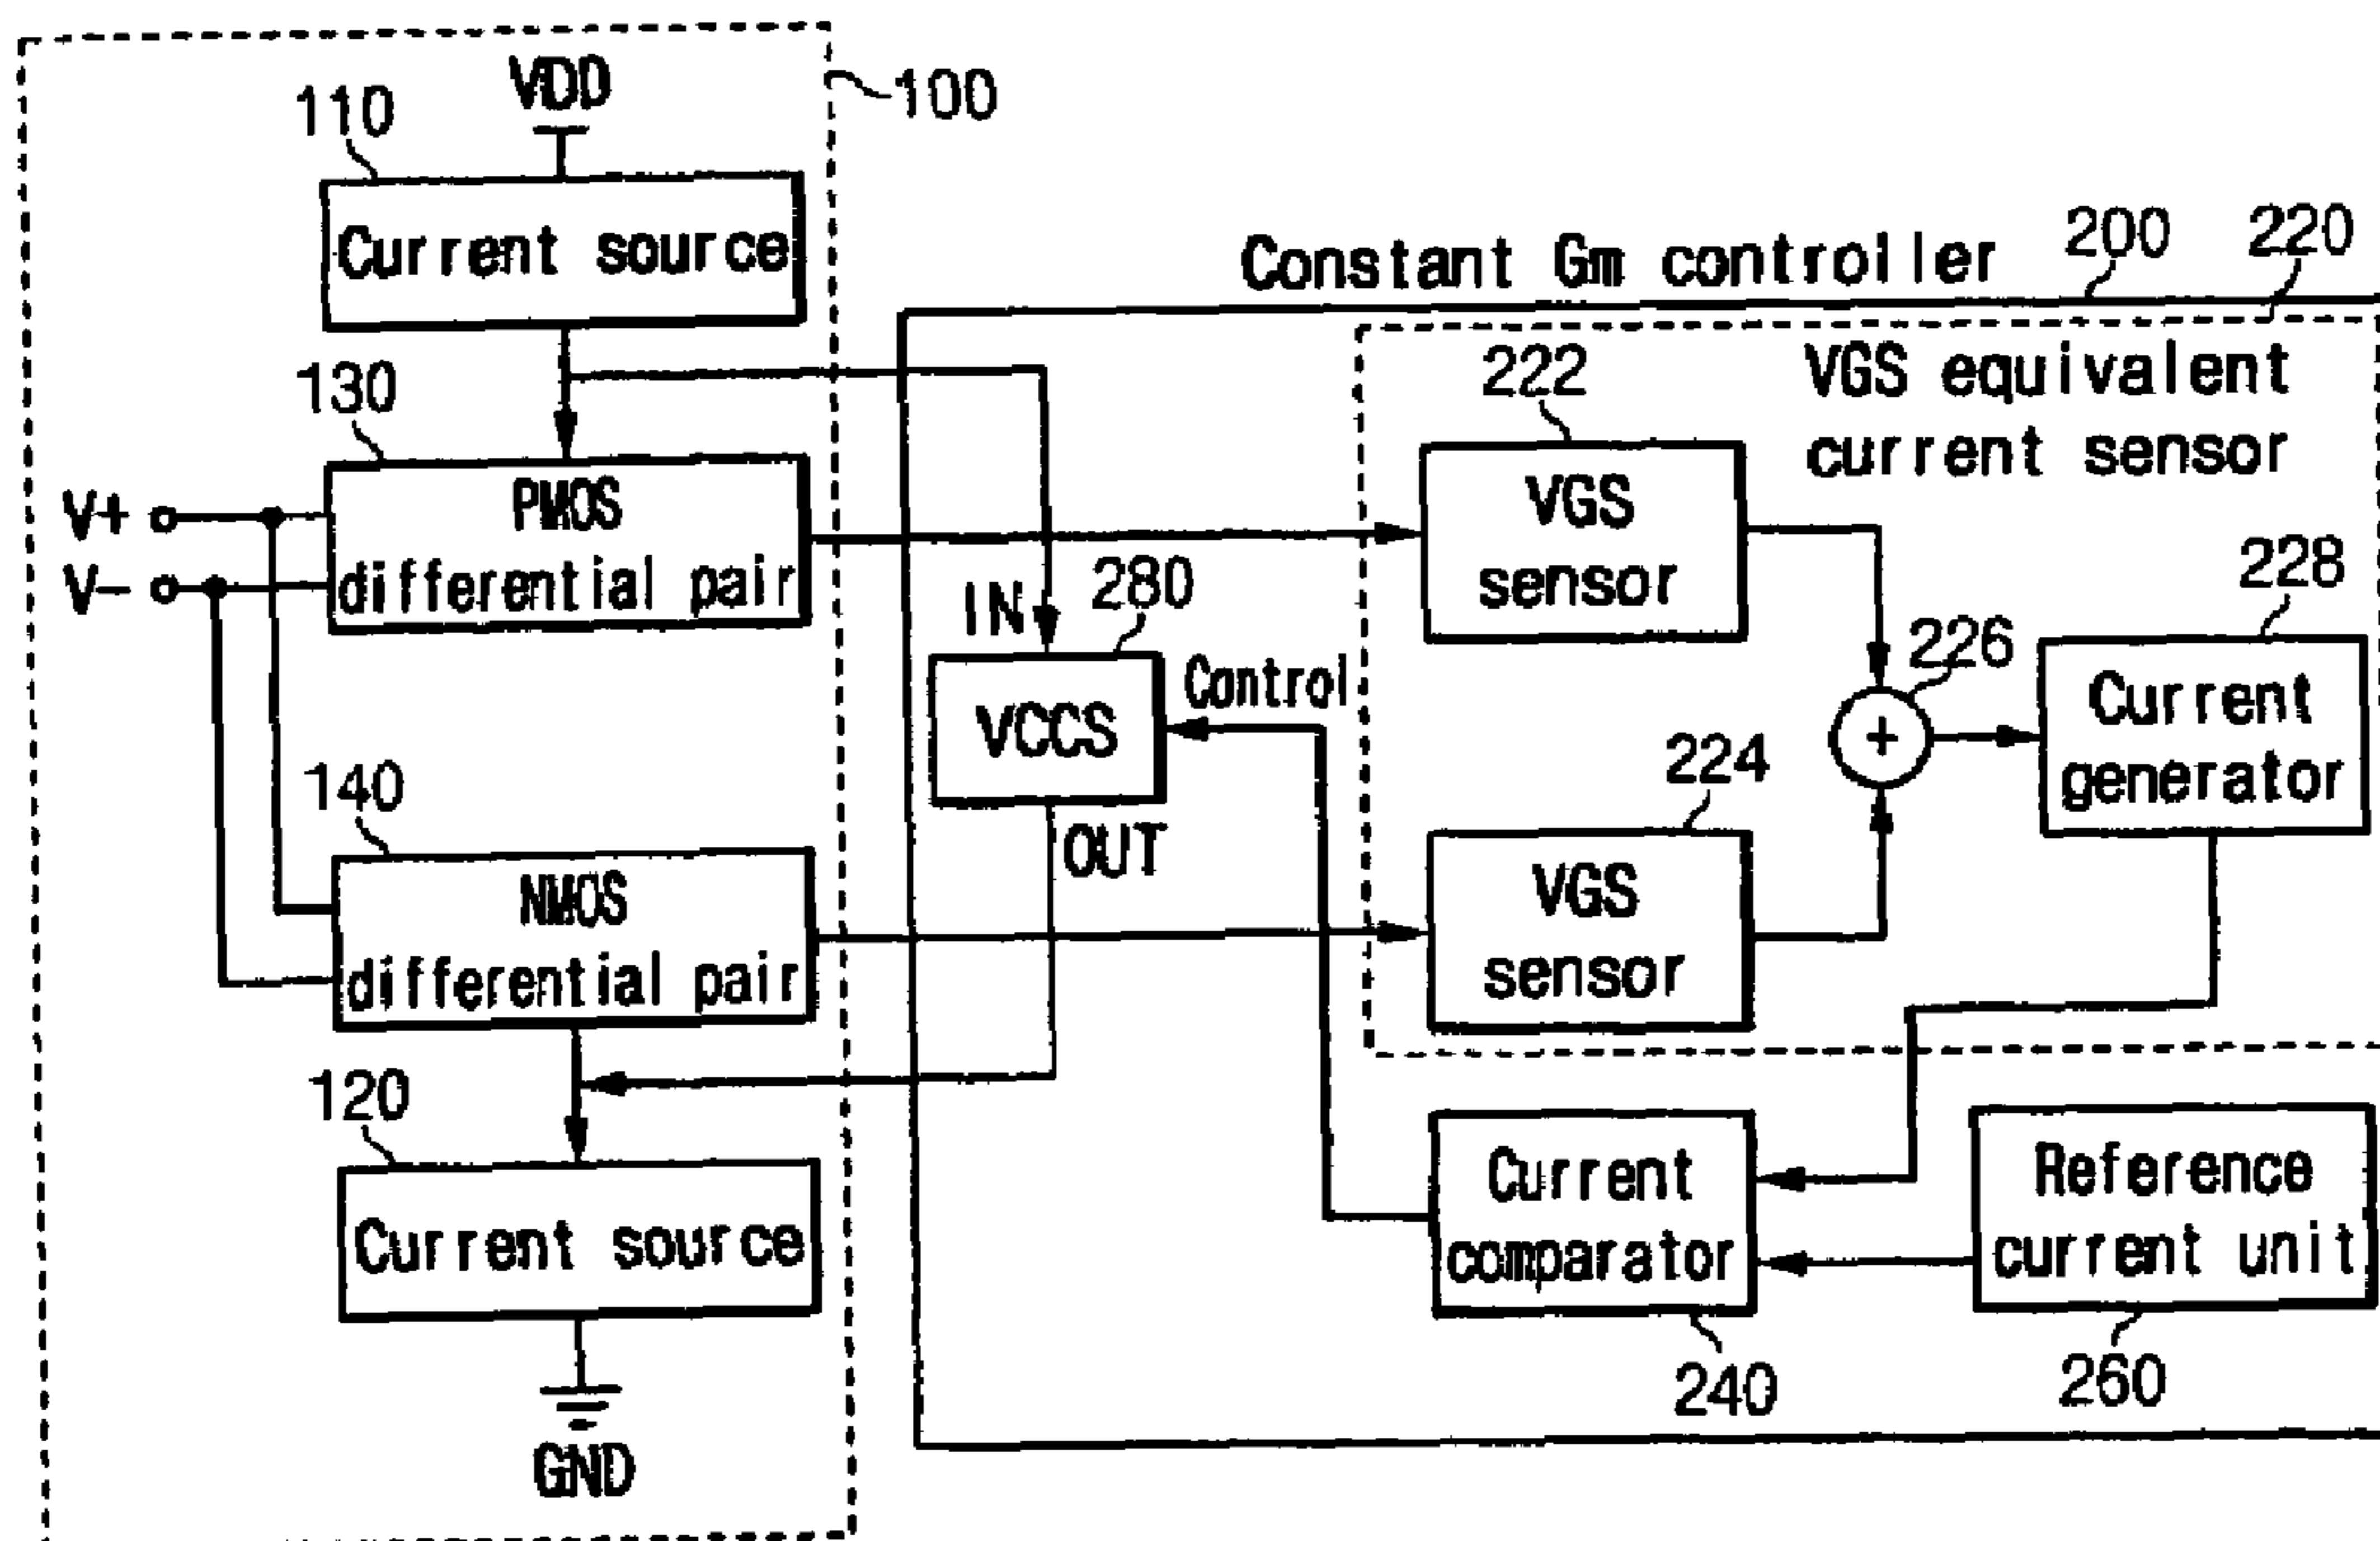 VDD
100
110
Current source
Constant Gm controller
200
220
130
222
VGS equivalent
current sensor
V+
V-
PMOS
differential pair
VGS
sensor
IN
280
228
226
Control
VCCS
Current
generator
140
224
OUT
NMOS
differential pair
VGS
sensor
120
Current source
Current
comparator
Reference
current unit
240
260
GND